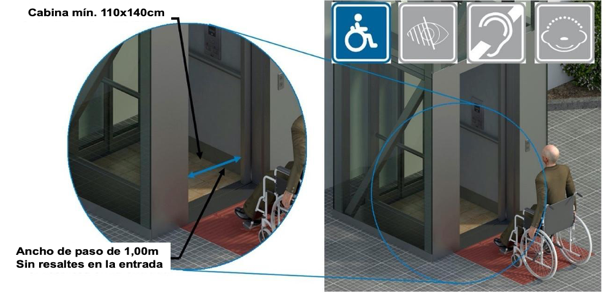 Cabina mín. 110x140cm
Ancho de paso de 1,00m
Sin resaltes en la entrada